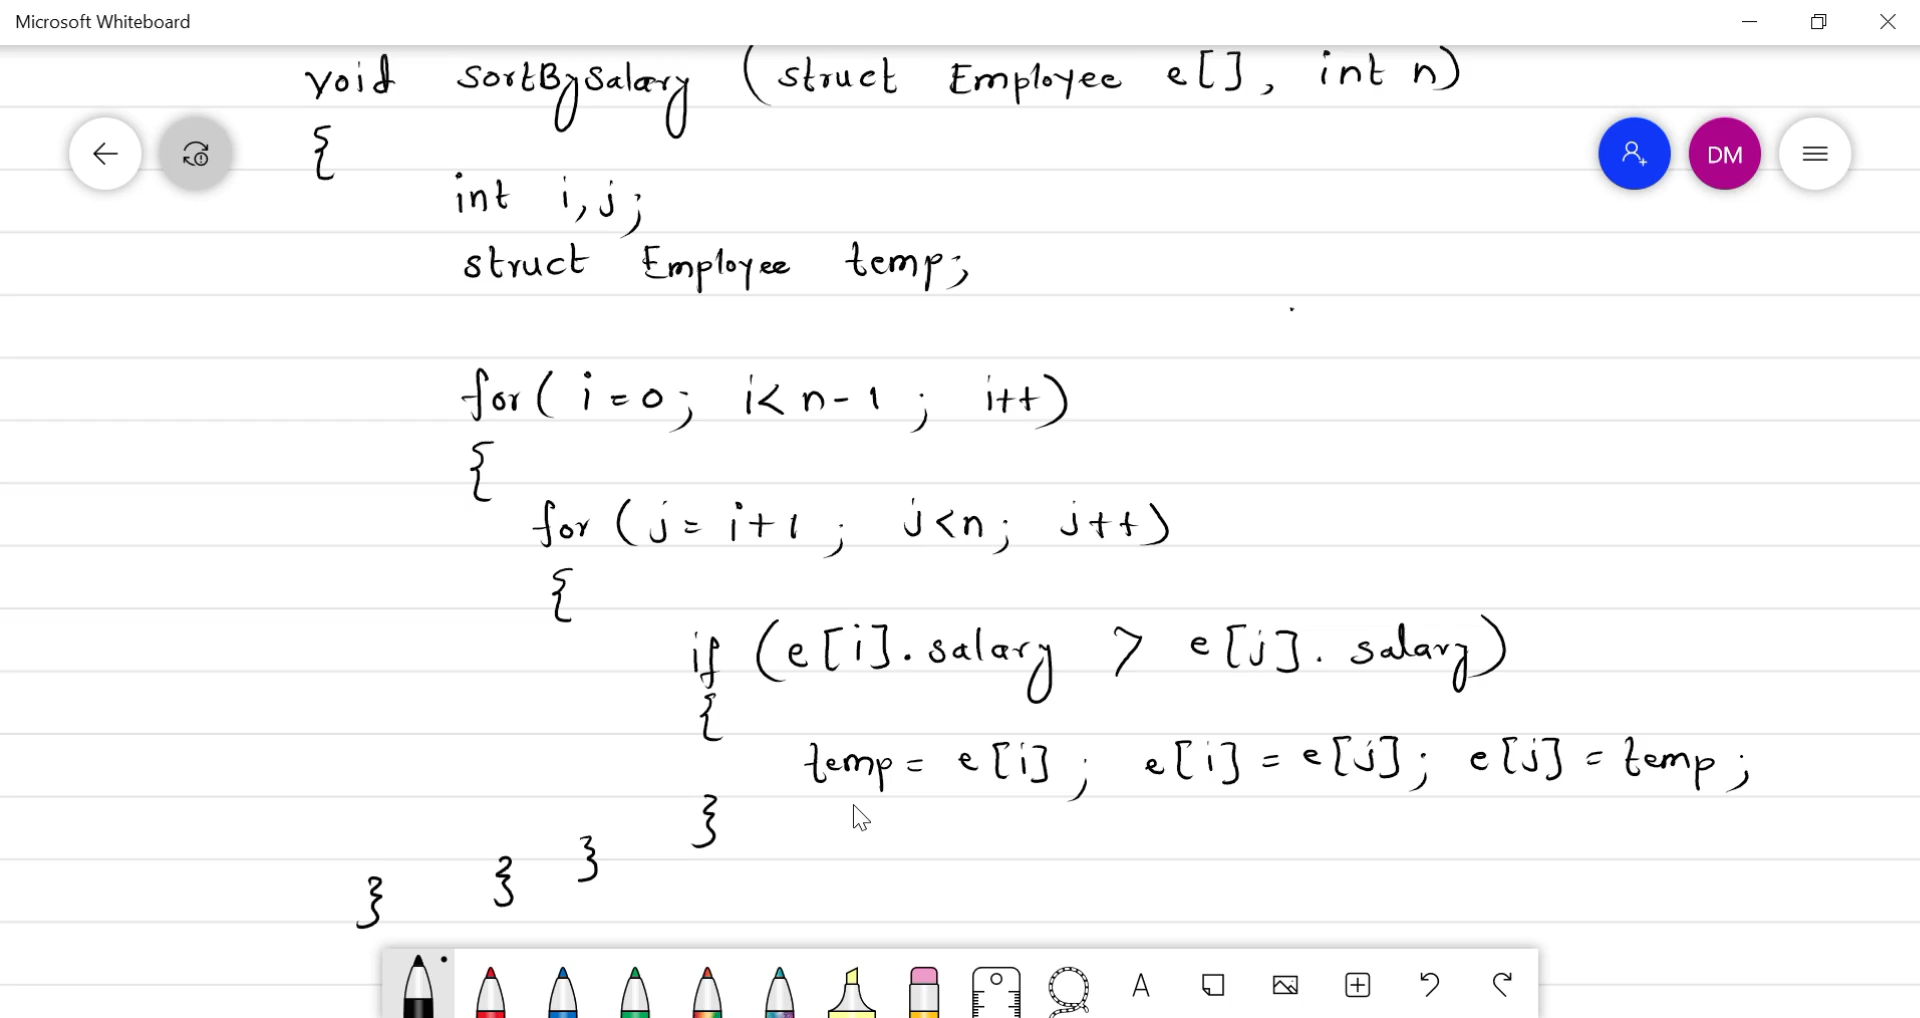 Microsoft Whiteboard
void sortBySalary (struct Employee e[], int n)
{
DM
int i,j;
struct Employee temp;
for( i=0; i<n-1; i++)
{
for (j=i+1; j<n; j++)
{
if (e[i].salary > e[j].salary)
{
temp = e[i]; e[i] = e[j]; e[j] = temp;
}
}
}
}
A